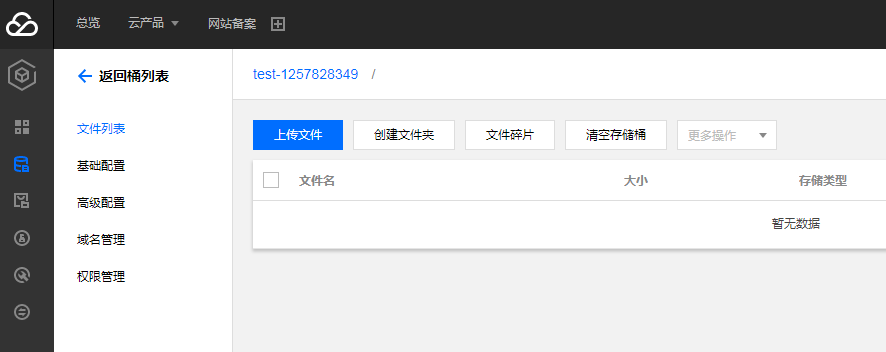 总览 云产品 网站备案
返回桶列表
test-1257828349 /
文件列表
基础配置
高级配置
域名管理
权限管理
上传文件 创建文件夹 文件碎片 清空存储桶 更多操作
文件名 大小 存储类型
暂无数据